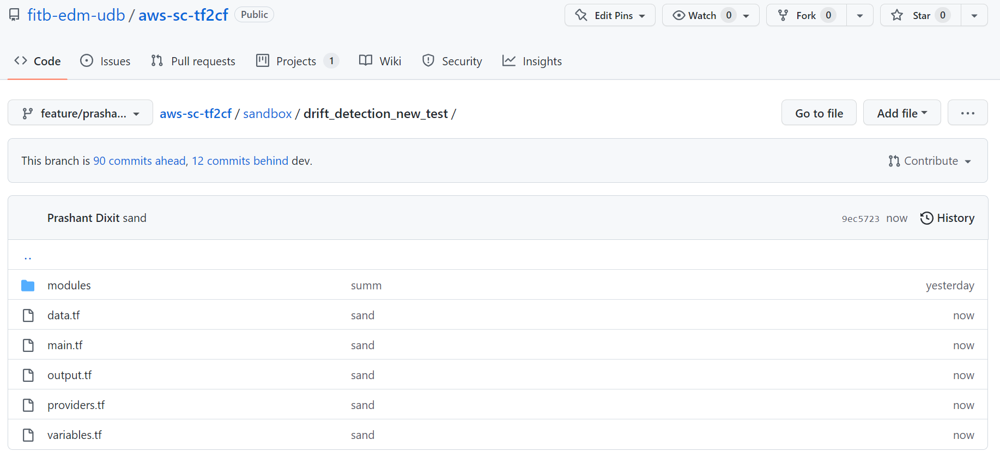 fitb-edm-udb / aws-sc-tf2cf Public
Edit Pins Watch 0 Fork 0 Star 0
Code Issues Pull requests Projects 1 Wiki Security Insights
feature/prasha... aws-sc-tf2cf / sandbox / drift_detection_new_test / Go to file Add file ...
This branch is 90 commits ahead, 12 commits behind dev. Contribute
Prashant Dixit sand 9ec5723 now History
..
modules summ yesterday
data.tf sand now
main.tf sand now
output.tf sand now
providers.tf sand now
variables.tf sand now